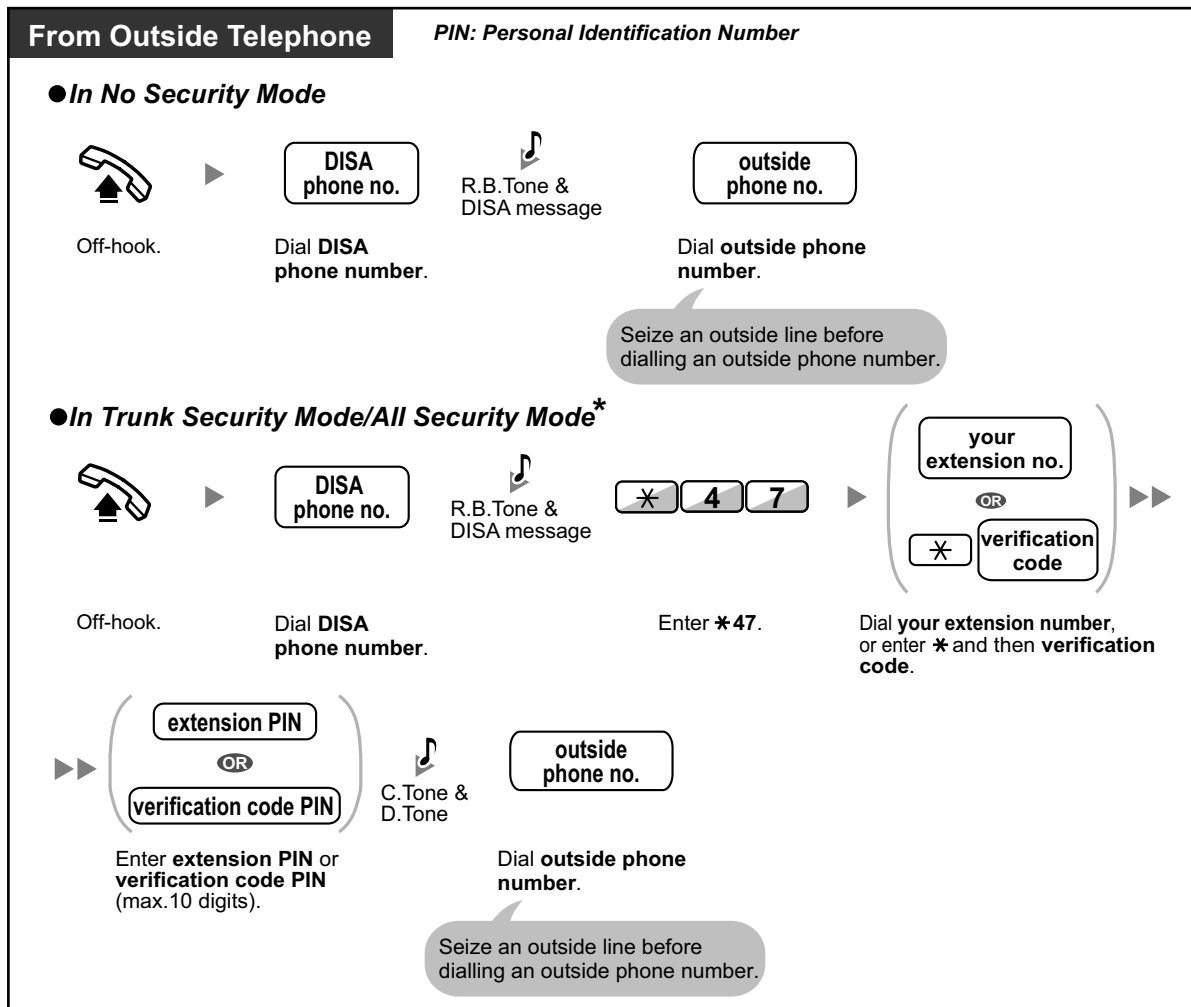 From Outside Telephone
PIN: Personal Identification Number
●In No Security Mode
DISA
phone no.
R.B.Tone &
DISA message
outside
phone no.
Off-hook.
Dial DISA
phone number.
Dial outside phone
number.
Seize an outside line before
dialling an outside phone number.
●In Trunk Security Mode/All Security Mode*
DISA
phone no.
R.B.Tone &
DISA message
* 4 7
your
extension no.
OR
* verification
code
Off-hook.
Dial DISA
phone number.
Enter *47.
Dial your extension number,
or enter * and then verification
code.
extension PIN
OR
verification code PIN
C.Tone &
D.Tone
outside
phone no.
Enter extension PIN or
verification code PIN
(max.10 digits).
Dial outside phone
number.
Seize an outside line before
dialling an outside phone number.